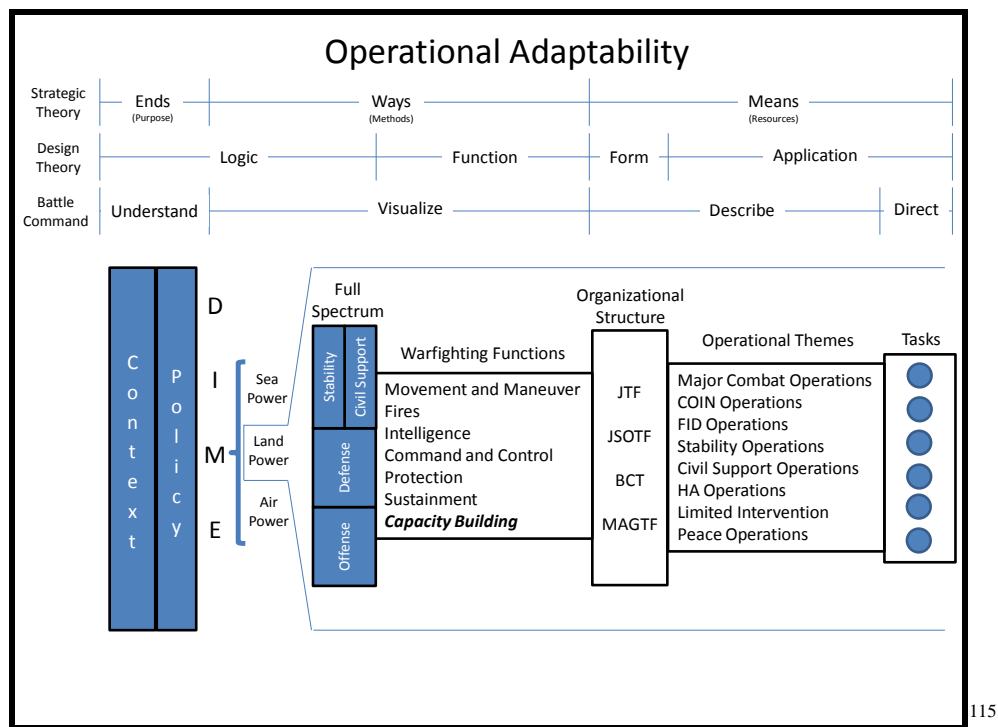 Operational Adaptability
Strategic
Theory
Ends
(Purpose)
Ways
(Methods)
Means
(Resources)
Design
Theory
Logic
Function
Form
Application
Battle
Command
Understand
Visualize
Describe
Direct
Context
Policy
D
I
M
E
Sea
Power
Land
Power
Air
Power
Full
Spectrum
Stability
Civil Support
Defense
Offense
Warfighting Functions
Movement and Maneuver
Fires
Intelligence
Command and Control
Protection
Sustainment
Capacity Building
Organizational
Structure
JTF
JSOTF
BCT
MAGTF
Operational Themes
Major Combat Operations
COIN Operations
FID Operations
Stability Operations
Civil Support Operations
HA Operations
Limited Intervention
Peace Operations
Tasks
115